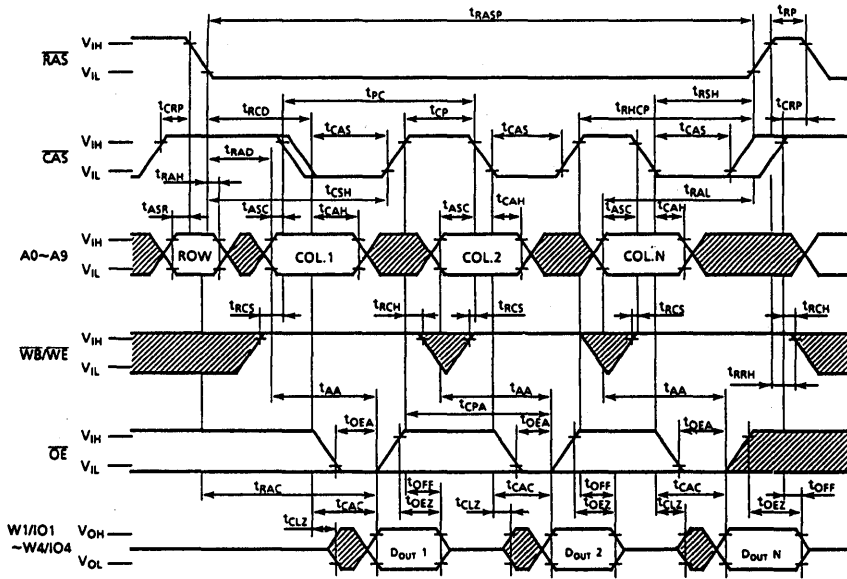 tRASP tRP
RAS VIH
VIL
tCRP tRCD tPC tCP tRHCP tRSH tCRP
CAS VIH
VIL
tCAS tCAS tCAS
tRAD
tRAH tCSH tRAL
tASR tASC tCAH tASC tCAH tASC tCAH
A0~A9 VIH
VIL
ROW COL.1 COL.2 COL.N
tRCS tRCH tRCS tRCS tRCH
WB/WE VIH
VIL
tRRH
tAA tAA tAA
tCPA
tOEA tOEA tOEA
OE VIH
VIL
tRAC tOFF tCAC tOFF tCAC tOFF
tCAC tOEZ tCLZ tOEZ tCLZ tOEZ
tCLZ
W1/IO1 VOH
~W4/IO4 VOL
DOUT 1 DOUT 2 DOUT N